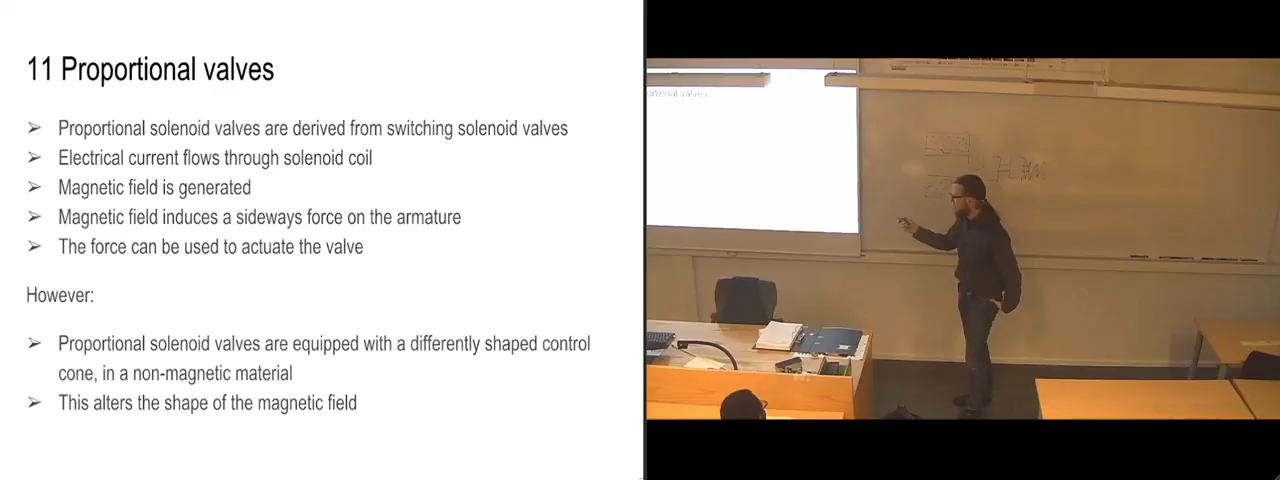 11 Proportional valves
➢ Proportional solenoid valves are derived from switching solenoid valves
➢ Electrical current flows through solenoid coil
➢ Magnetic field is generated
➢ Magnetic field induces a sideways force on the armature
➢ The force can be used to actuate the valve
However:
➢ Proportional solenoid valves are equipped with a differently shaped control
cone, in a non-magnetic material
➢ This alters the shape of the magnetic field
valves